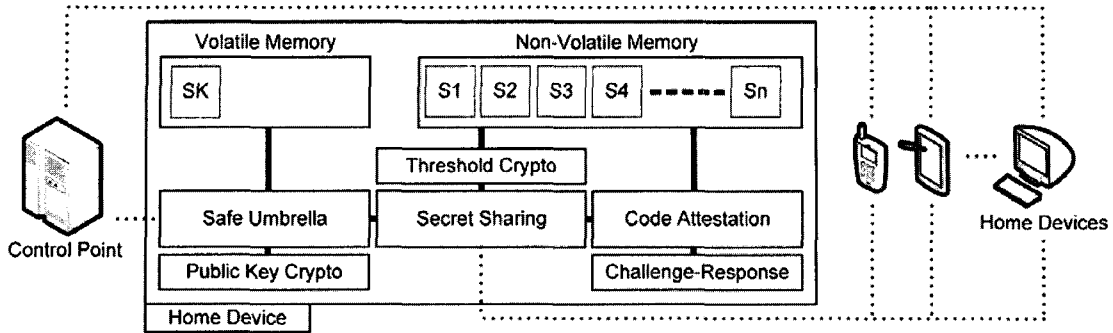 Volatile Memory
Non-Volatile Memory
SK
S1
S2
S3
S4
Sn
Threshold Crypto
Safe Umbrella
Secret Sharing
Code Attestation
Public Key Crypto
Challenge-Response
Home Device
Control Point
Home Devices